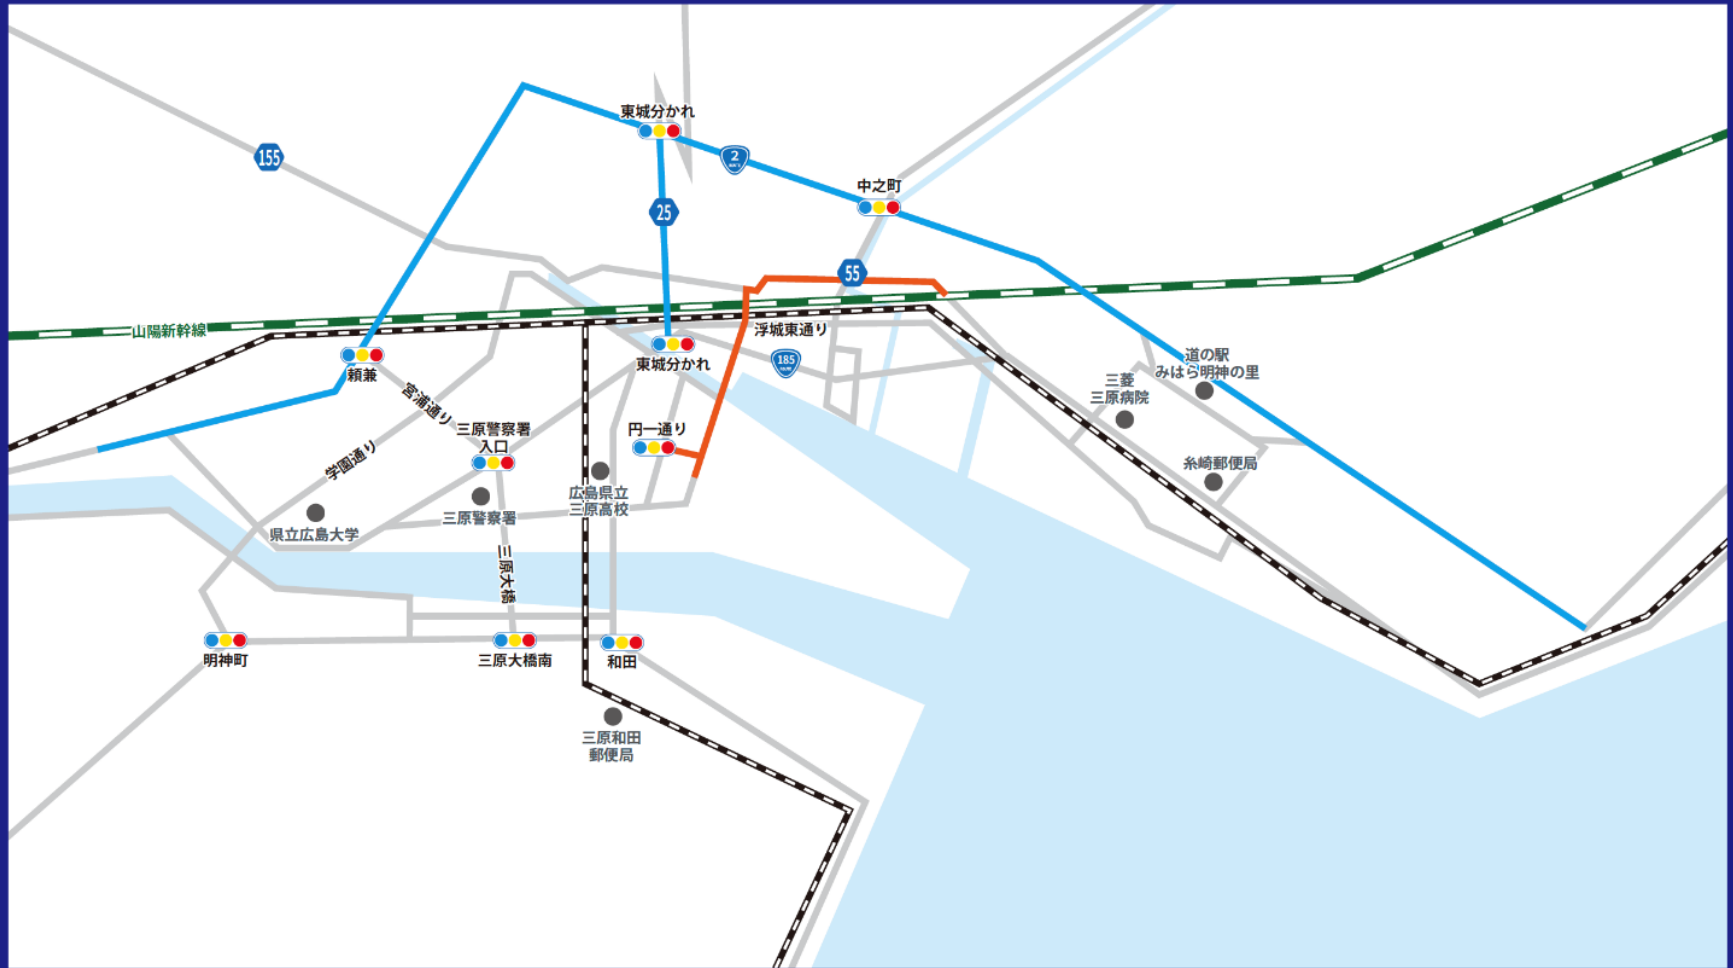 東城分かれ
155
2
中之町
25
55
山陽新幹線
浮城東通り
東城分かれ
185
頼兼
道の駅
みはら明神の里
三菱
三原病院
宮浦通り
三原警察署
入口
円一通り
学園通り
糸崎郵便局
広島県立
三原高校
三原警察署
県立広島大学
三原大橋
明神町
三原大橋南
和田
三原和田
郵便局